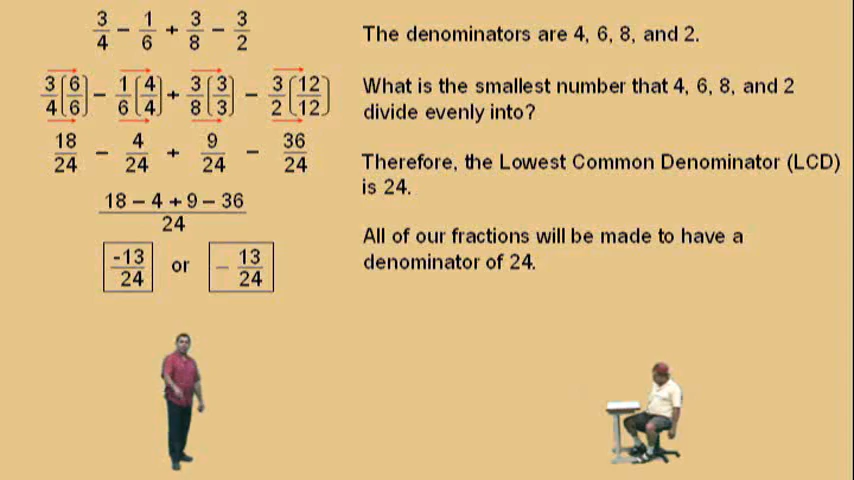 3/4 − 1/6 + 3/8 − 3/2
3/4(6/6) − 1/6(4/4) + 3/8(3/3) − 3/2(12/12)
18/24 − 4/24 + 9/24 − 36/24
18 − 4 + 9 − 36
24
-13/24 or − 13/24
The denominators are 4, 6, 8, and 2.
What is the smallest number that 4, 6, 8, and 2
divide evenly into?
Therefore, the Lowest Common Denominator (LCD)
is 24.
All of our fractions will be made to have a
denominator of 24.